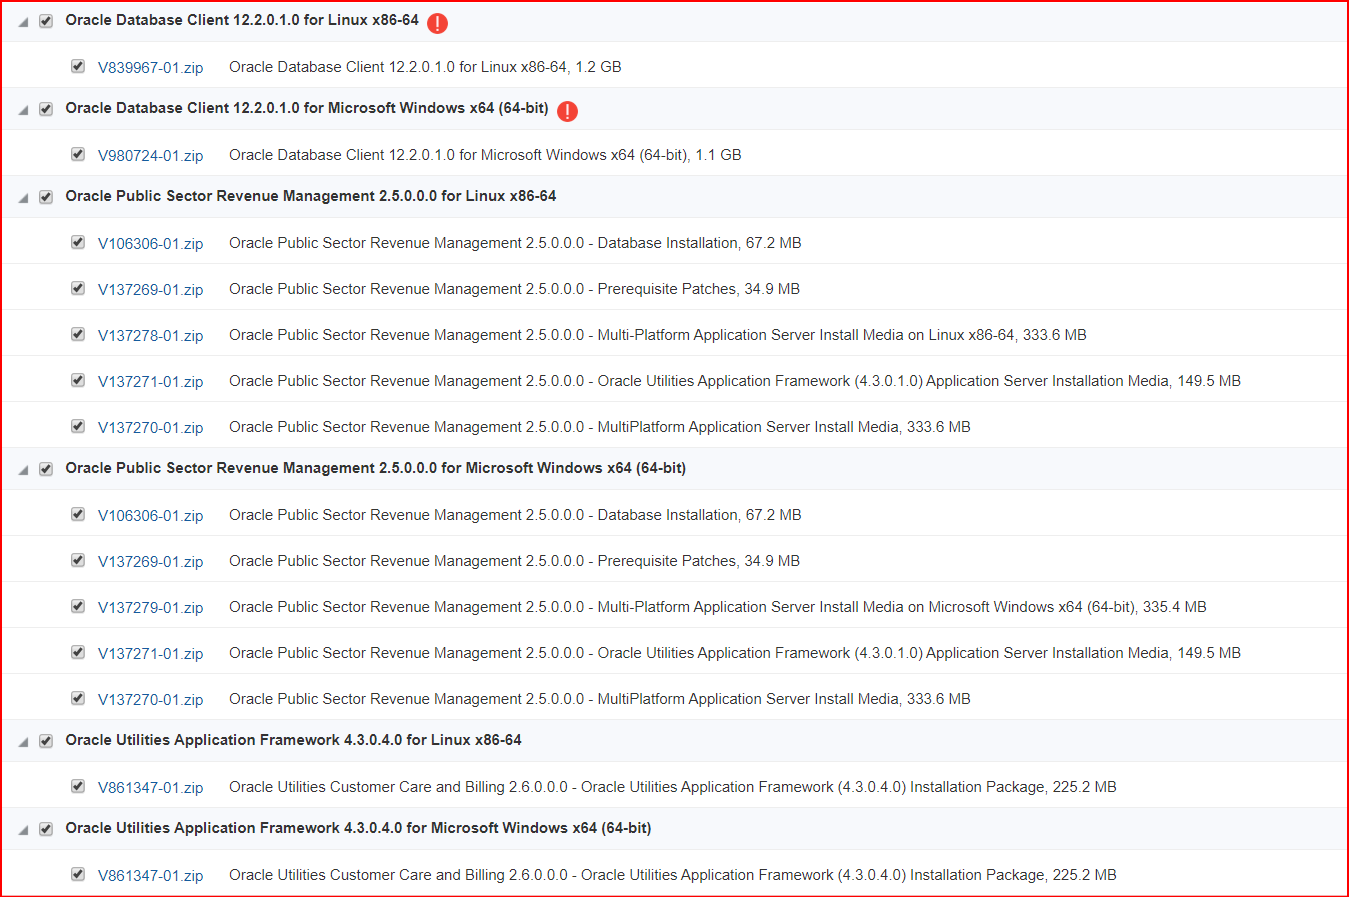 Oracle Database Client 12.2.0.1.0 for Linux x86-64
V839967-01.zip Oracle Database Client 12.2.0.1.0 for Linux x86-64, 1.2 GB
Oracle Database Client 12.2.0.1.0 for Microsoft Windows x64 (64-bit)
V980724-01.zip Oracle Database Client 12.2.0.1.0 for Microsoft Windows x64 (64-bit), 1.1 GB
Oracle Public Sector Revenue Management 2.5.0.0.0 for Linux x86-64
V106306-01.zip Oracle Public Sector Revenue Management 2.5.0.0.0 - Database Installation, 67.2 MB
V137269-01.zip Oracle Public Sector Revenue Management 2.5.0.0.0 - Prerequisite Patches, 34.9 MB
V137278-01.zip Oracle Public Sector Revenue Management 2.5.0.0.0 - Multi-Platform Application Server Install Media on Linux x86-64, 333.6 MB
V137271-01.zip Oracle Public Sector Revenue Management 2.5.0.0.0 - Oracle Utilities Application Framework (4.3.0.1.0) Application Server Installation Media, 149.5 MB
V137270-01.zip Oracle Public Sector Revenue Management 2.5.0.0.0 - MultiPlatform Application Server Install Media, 333.6 MB
Oracle Public Sector Revenue Management 2.5.0.0.0 for Microsoft Windows x64 (64-bit)
V106306-01.zip Oracle Public Sector Revenue Management 2.5.0.0.0 - Database Installation, 67.2 MB
V137269-01.zip Oracle Public Sector Revenue Management 2.5.0.0.0 - Prerequisite Patches, 34.9 MB
V137279-01.zip Oracle Public Sector Revenue Management 2.5.0.0.0 - Multi-Platform Application Server Install Media on Microsoft Windows x64 (64-bit), 335.4 MB
V137271-01.zip Oracle Public Sector Revenue Management 2.5.0.0.0 - Oracle Utilities Application Framework (4.3.0.1.0) Application Server Installation Media, 149.5 MB
V137270-01.zip Oracle Public Sector Revenue Management 2.5.0.0.0 - MultiPlatform Application Server Install Media, 333.6 MB
Oracle Utilities Application Framework 4.3.0.4.0 for Linux x86-64
V861347-01.zip Oracle Utilities Customer Care and Billing 2.6.0.0.0 - Oracle Utilities Application Framework (4.3.0.4.0) Installation Package, 225.2 MB
Oracle Utilities Application Framework 4.3.0.4.0 for Microsoft Windows x64 (64-bit)
V861347-01.zip Oracle Utilities Customer Care and Billing 2.6.0.0.0 - Oracle Utilities Application Framework (4.3.0.4.0) Installation Package, 225.2 MB